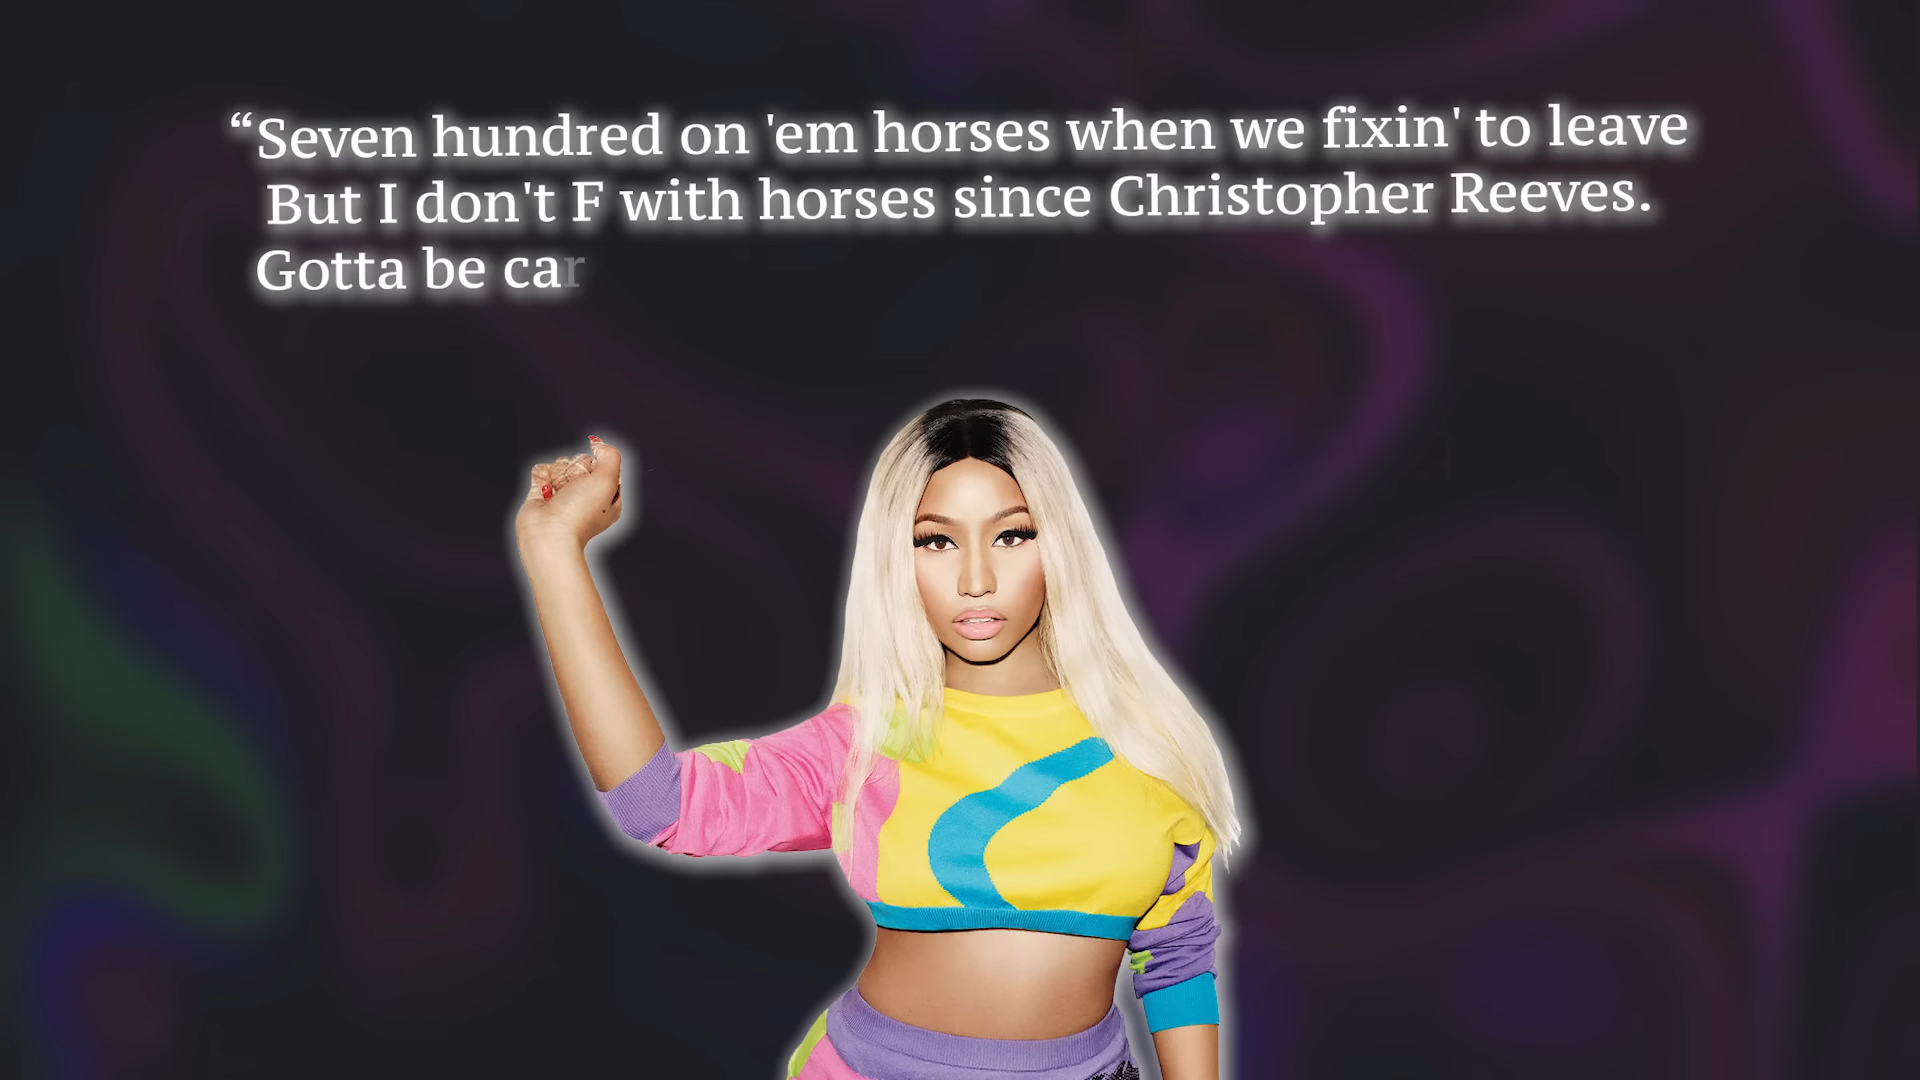 “Seven hundred on 'em horses when we fixin' to leave
But I don't F with horses since Christopher Reeves.
Gotta be car